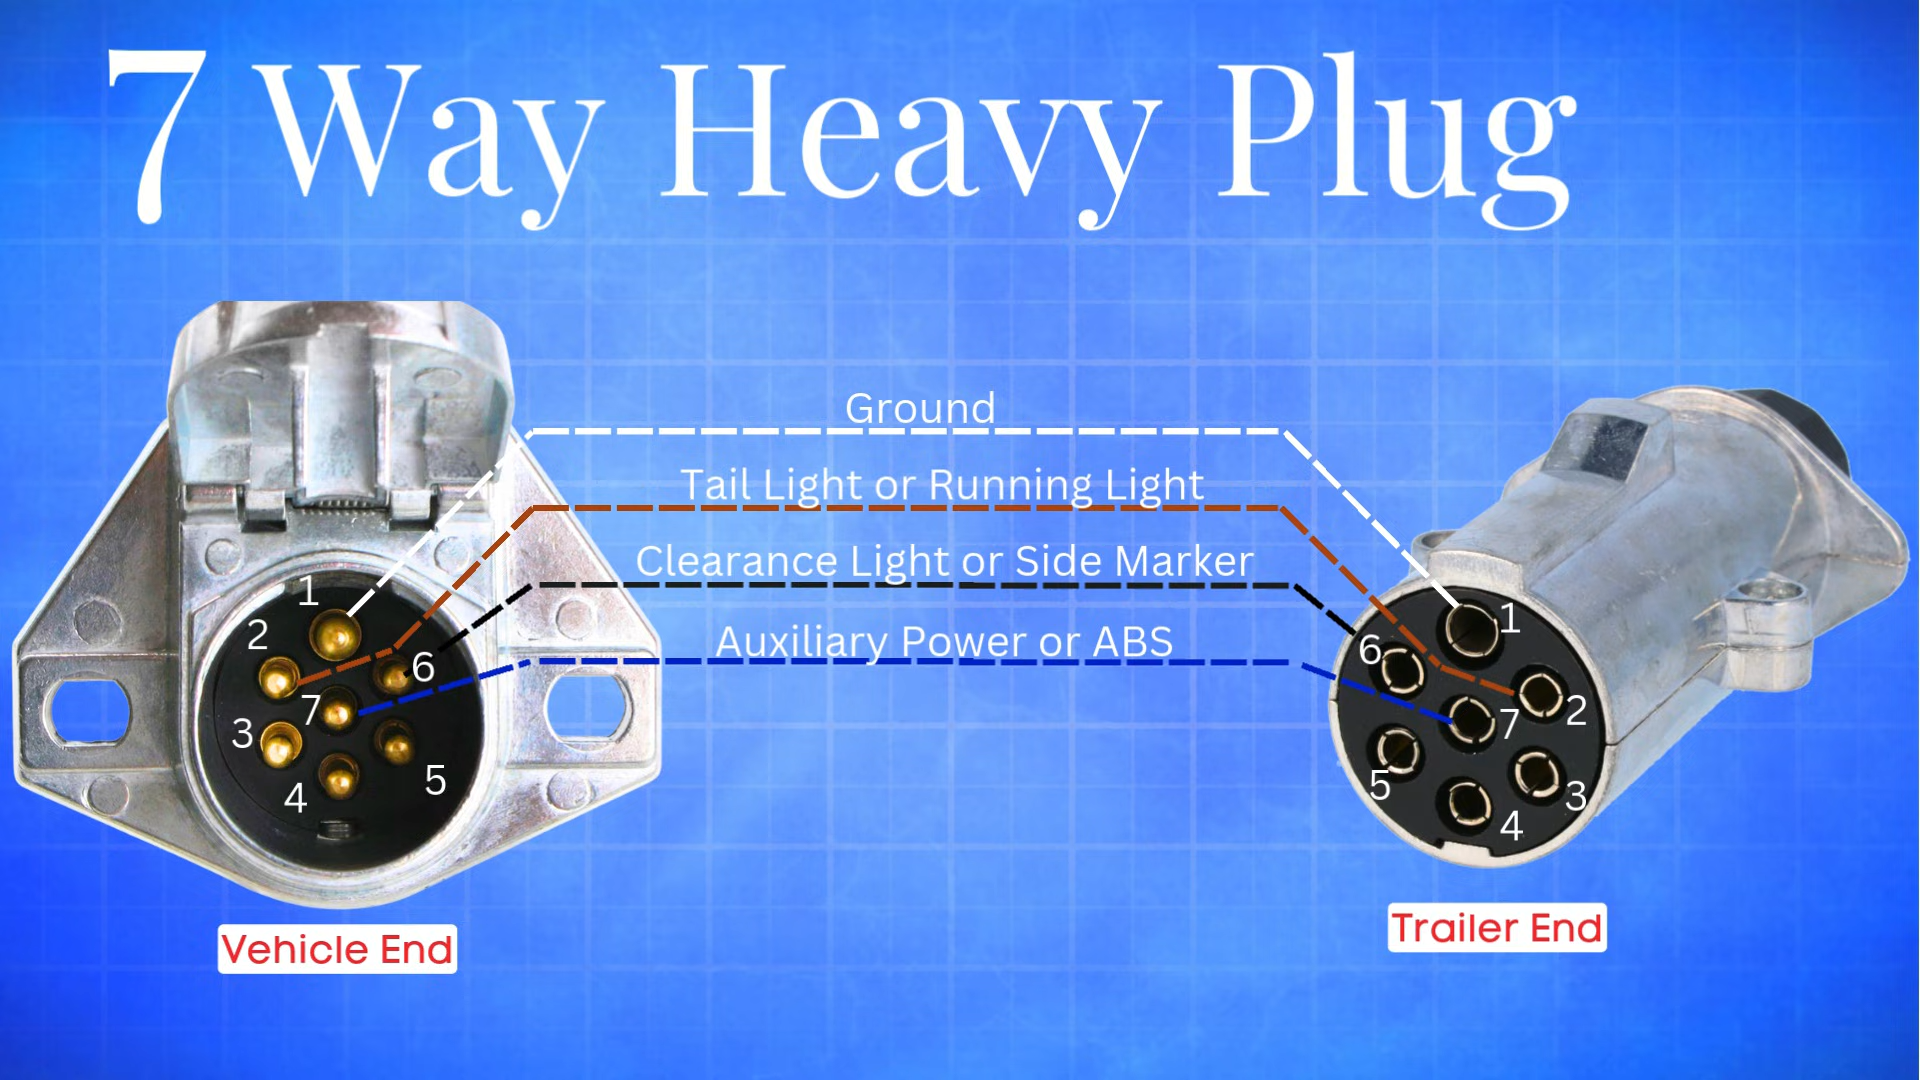 7 Way Heavy Plug
Ground
Tail Light or Running Light
Clearance Light or Side Marker
Auxiliary Power or ABS
1
2
6
7
3
5
4
1
6
2
7
5
3
4
Vehicle End
Trailer End